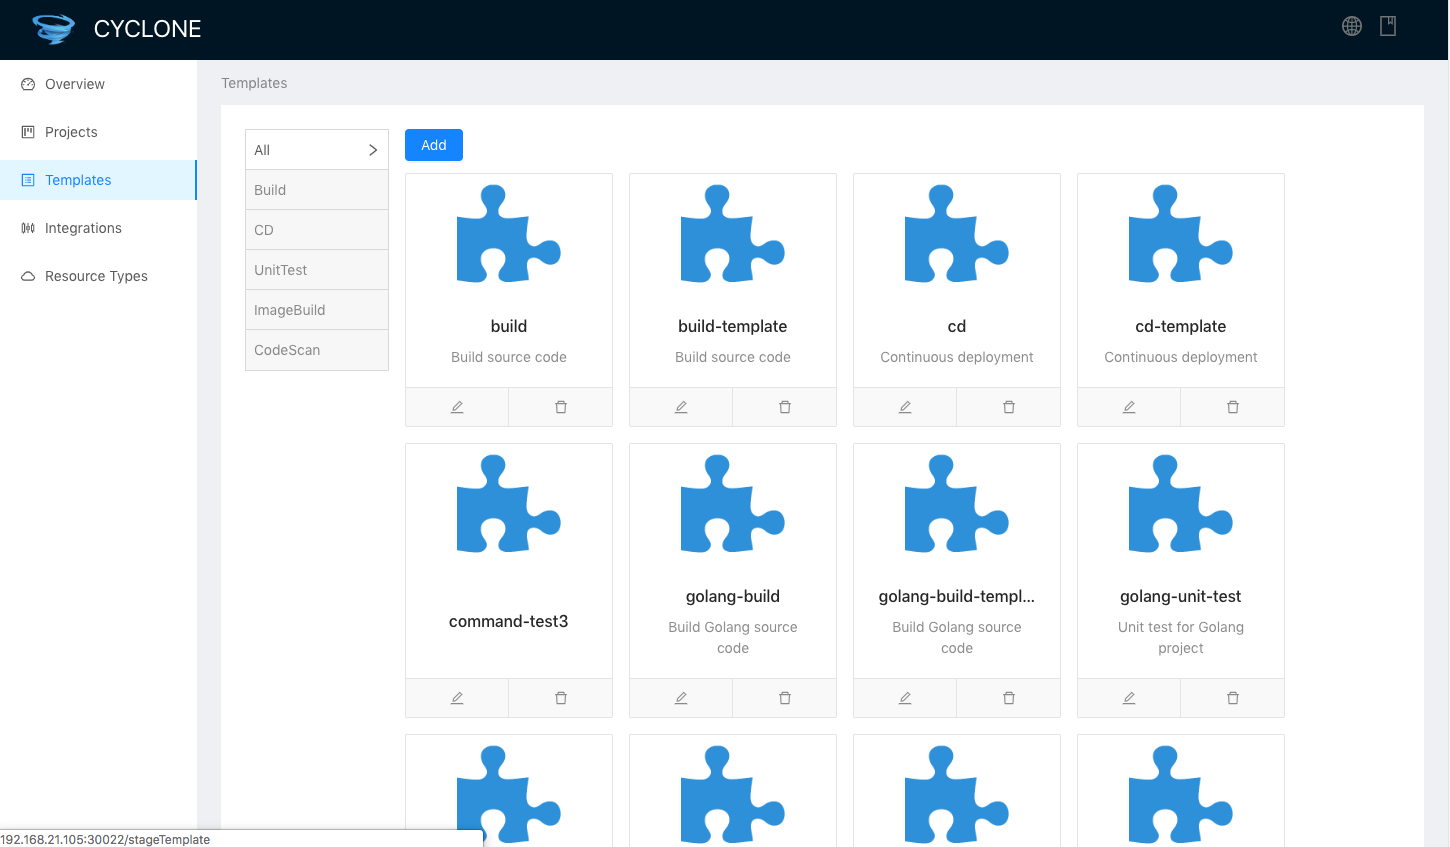 CYCLONE
Overview
Projects
Templates
Integrations
Resource Types
Templates
All
Build
CD
UnitTest
ImageBuild
CodeScan
Add
build
Build source code
build-template
Build source code
cd
Continuous deployment
cd-template
Continuous deployment
command-test3
golang-build
Build Golang source
code
golang-build-templ...
Build Golang source
code
golang-unit-test
Unit test for Golang
project
192.168.21.105:30022/stageTemplate